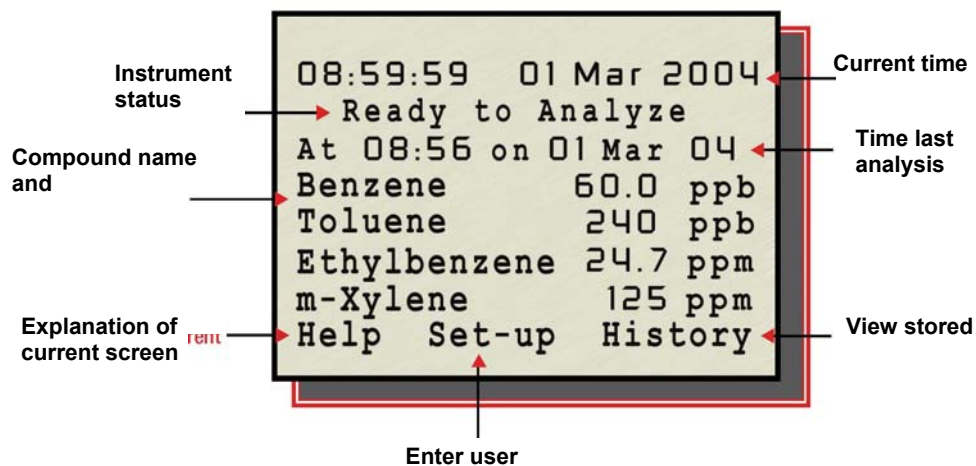 08:59:59 01 Mar 2004
Current time
Instrument
status
Ready to Analyze
At 08:56 on 01 Mar 04
Time last
analysis
Compound name
and
Benzene 60.0 ppb
Toluene 240 ppb
Ethylbenzene 24.7 ppm
m-Xylene 125 ppm
Explanation of
current screen
rent
Help Set-up History
View stored
Enter user